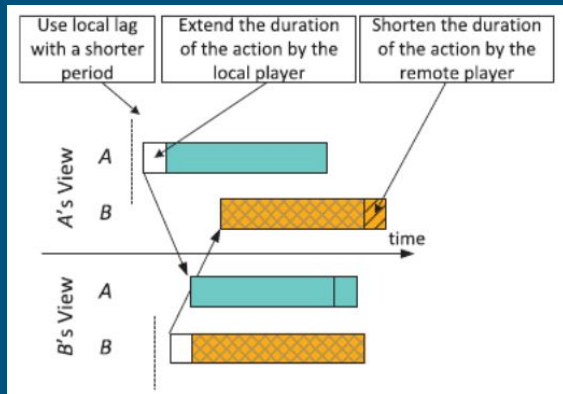 Use local lag
with a shorter
period
Extend the duration
of the action by the
local player
Shorten the duration
of the action by the
remote player
A's View
A
B
time
B's View
A
B